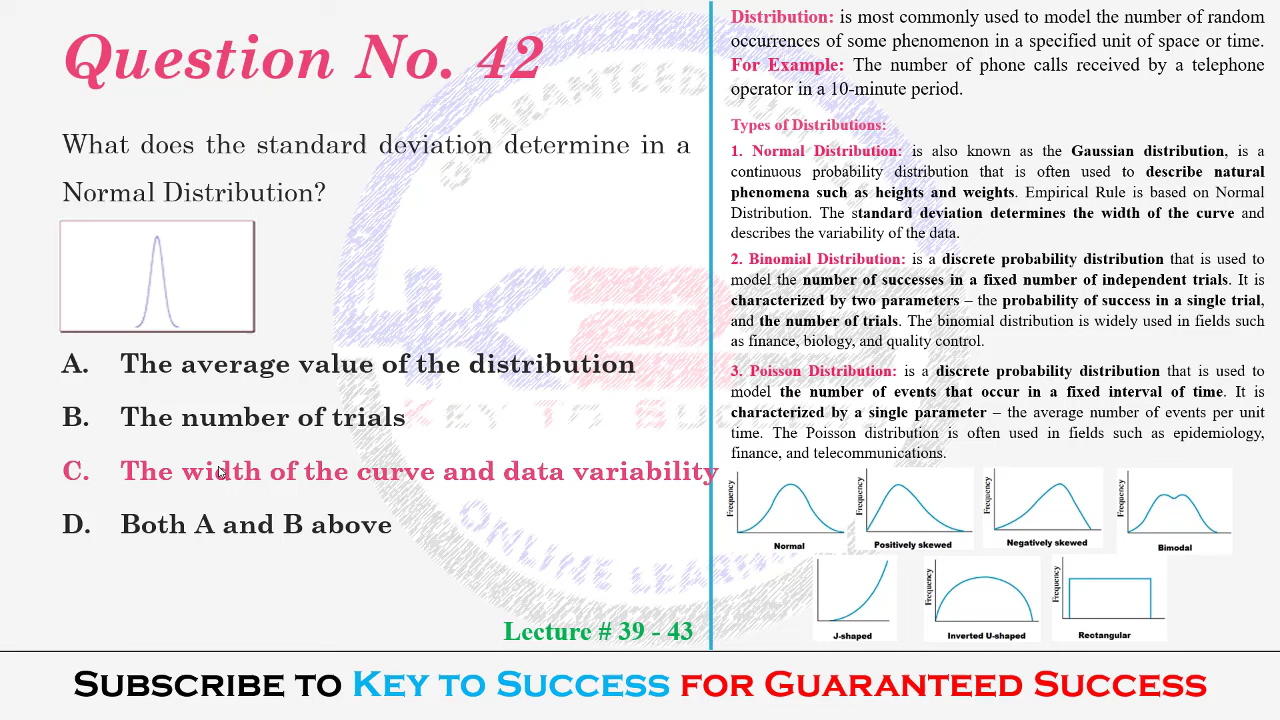 Question No. 42
What does the standard deviation determine in a
Normal Distribution?
A. The average value of the distribution
B. The number of trials
C. The width of the curve and data variability
D. Both A and B above
Lecture # 39 - 43
Distribution: is most commonly used to model the number of random
occurrences of some phenomenon in a specified unit of space or time.
For Example: The number of phone calls received by a telephone
operator in a 10-minute period.
Types of Distributions:
1. Normal Distribution: is also known as the Gaussian distribution, is a
continuous probability distribution that is often used to describe natural
phenomena such as heights and weights. Empirical Rule is based on Normal
Distribution. The standard deviation determines the width of the curve and
describes the variability of the data.
2. Binomial Distribution: is a discrete probability distribution that is used to
model the number of successes in a fixed number of independent trials. It is
characterized by two parameters – the probability of success in a single trial,
and the number of trials. The binomial distribution is widely used in fields such
as finance, biology, and quality control.
3. Poisson Distribution: is a discrete probability distribution that is used to
model the number of events that occur in a fixed interval of time. It is
characterized by a single parameter – the average number of events per unit
time. The Poisson distribution is often used in fields such as epidemiology,
finance, and telecommunications.
Frequency
Normal
Frequency
Positively skewed
Frequency
Negatively skewed
Frequency
Bimodal
J-shaped
Frequency
Inverted U-shaped
Frequency
Rectangular
Subscribe to Key to Success for Guaranteed Success